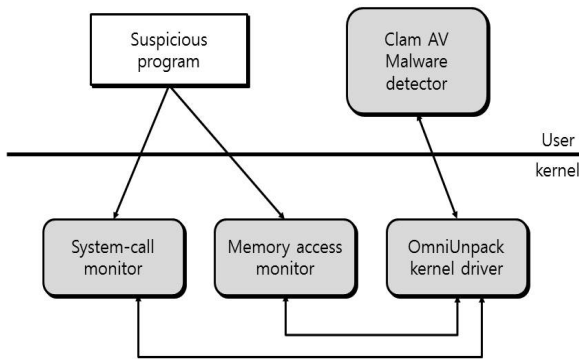 Suspicious
program
Clam AV
Malware
detector
User
kernel
System-call
monitor
Memory access
monitor
OmniUnpack
kernel driver